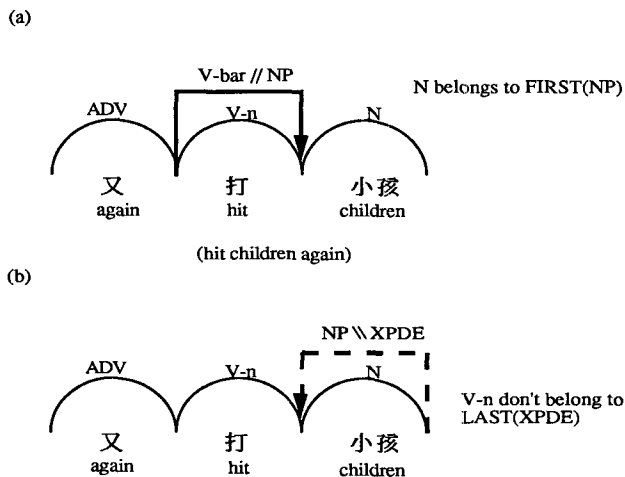 (a)
V-bar // NP
N belongs to FIRST(NP)
ADV V-n N
又 打 小孩
again hit children
(hit children again)
(b)
NP \\ XPDE
ADV V-n N
V-n don't belong to
LAST(XPDE)
又 打 小孩
again hit children